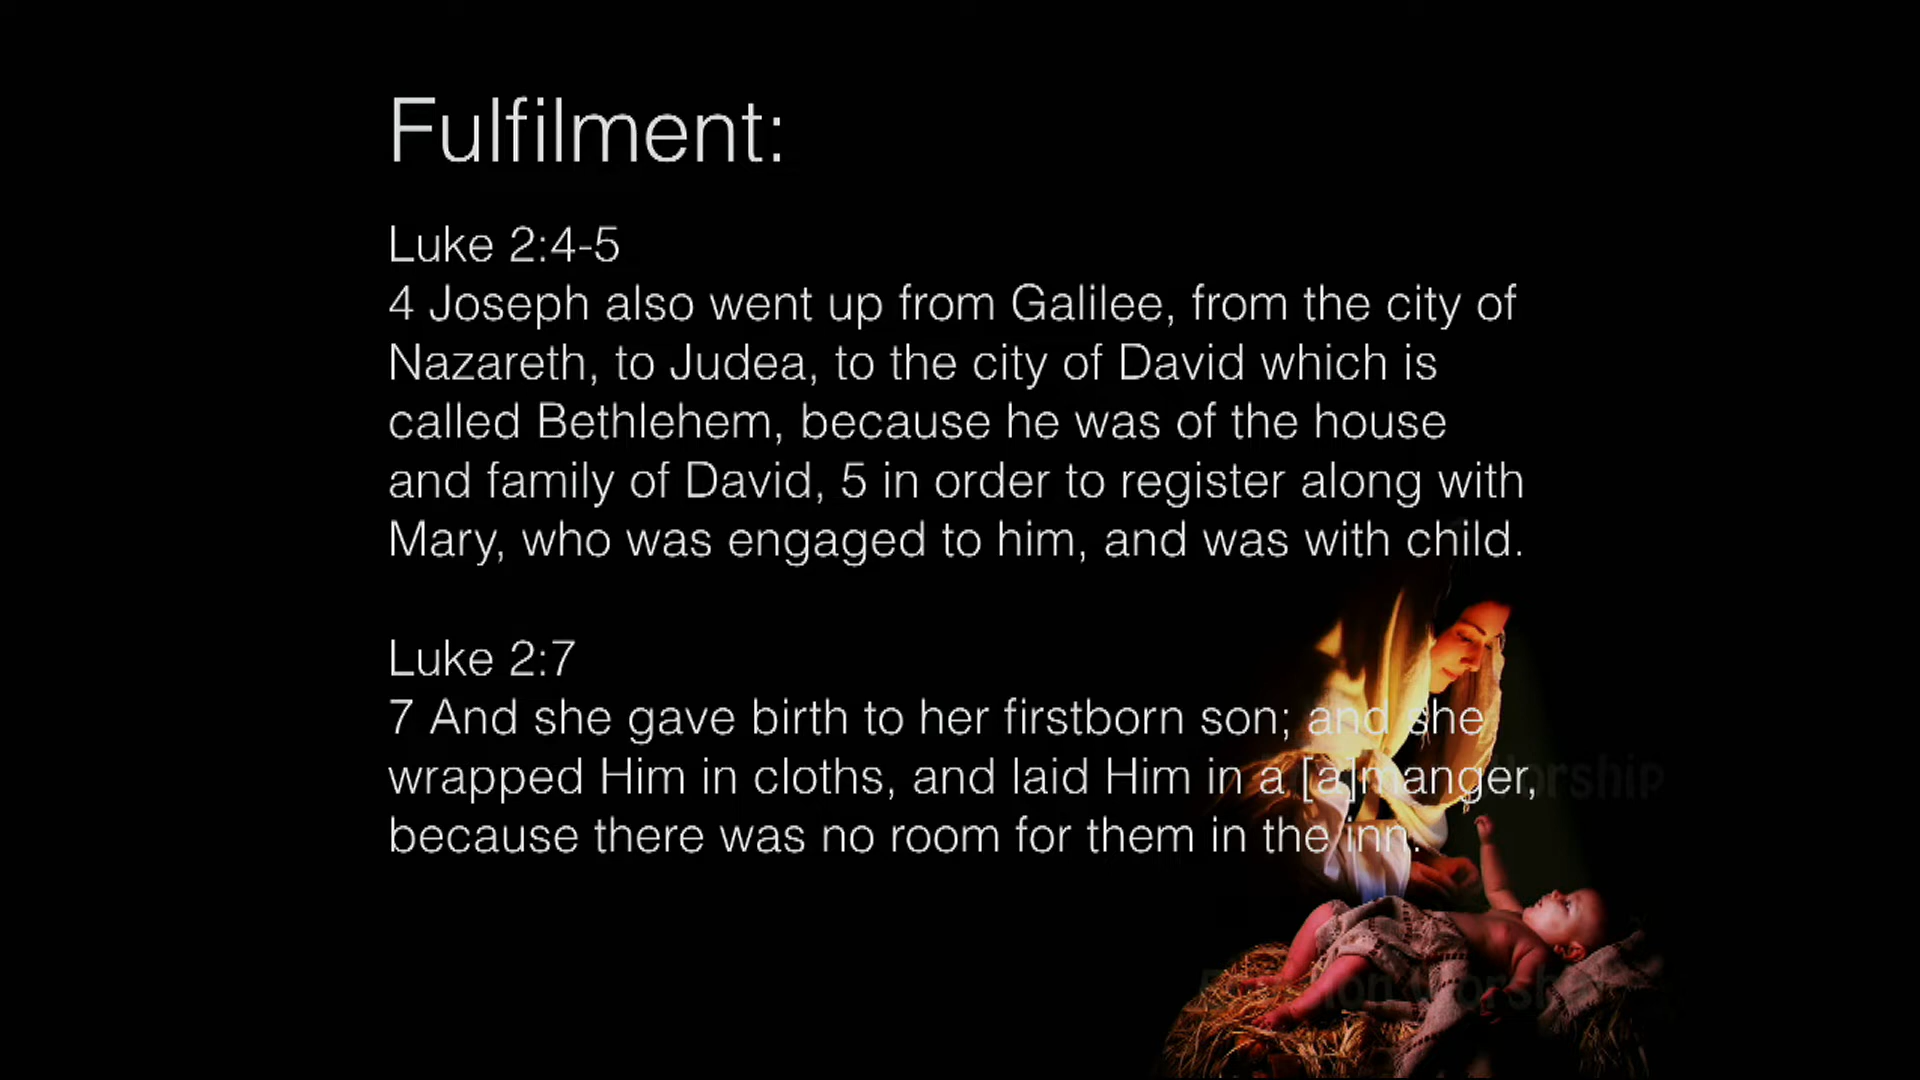 Fulfilment:
Luke 2:4-5
4 Joseph also went up from Galilee, from the city of
Nazareth, to Judea, to the city of David which is
called Bethlehem, because he was of the house
and family of David, 5 in order to register along with
Mary, who was engaged to him, and was with child.
Luke 2:7
7 And she gave birth to her firstborn son; and she
wrapped Him in cloths, and laid Him in a [a]manger,
because there was no room for them in the inn.